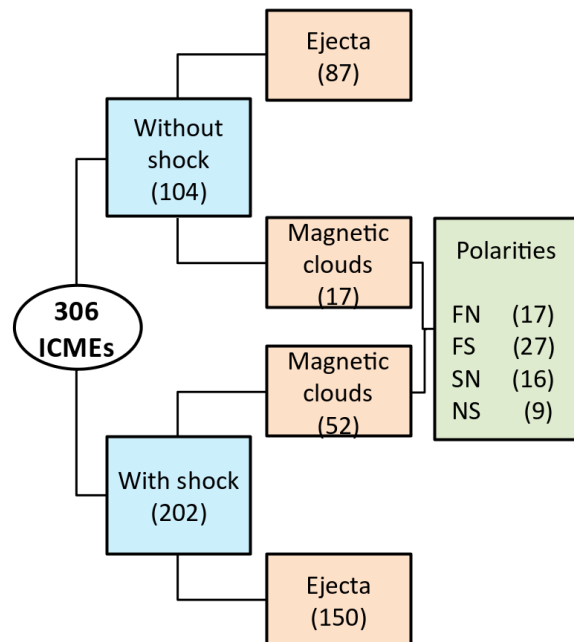 Ejecta
(87)
Without
shock
(104)
Magnetic
clouds
(17)
Polarities
FN (17)
FS (27)
SN (16)
NS (9)
306
ICMEs
Magnetic
clouds
(52)
With shock
(202)
Ejecta
(150)